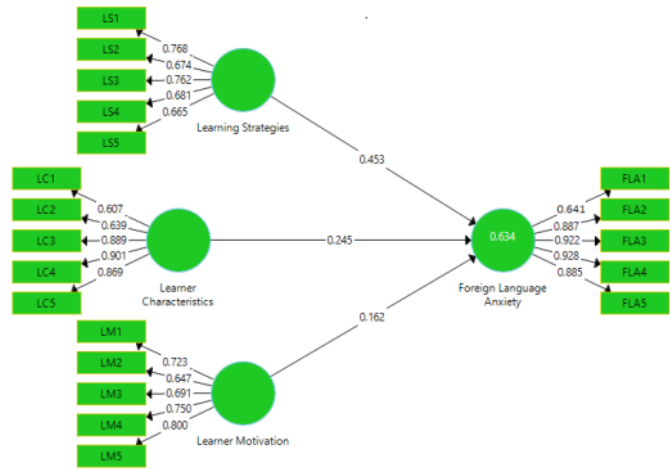 LS1
LS2
LS3
LS4
LS5
0.768
0.674
0.762
0.681
0.665
Learning Strategies
0.453
LC1
LC2
LC3
LC4
LC5
0.607
0.639
0.889
0.901
0.869
Learner
Characteristics
0.245
0.634
Foreign Language
Anxiety
0.641
0.887
0.922
0.928
0.885
FLA1
FLA2
FLA3
FLA4
FLA5
0.162
LM1
LM2
LM3
LM4
LM5
0.723
0.647
0.691
0.750
0.800
Learner Motivation